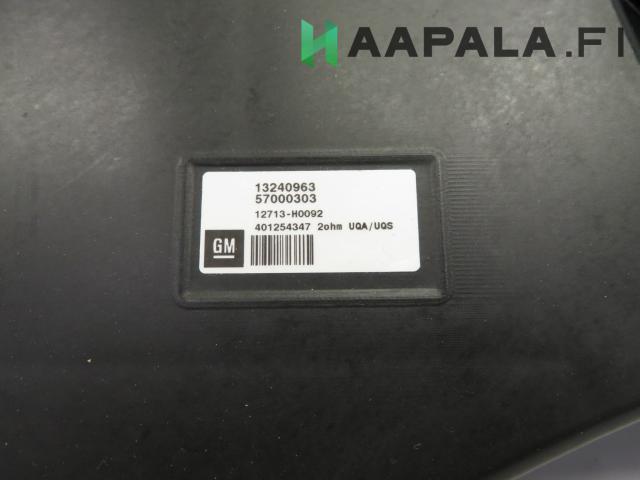 HAAPALA.FI
13240963
57000303
12713-H0092
401254347 2ohm UQA/UQS
GM